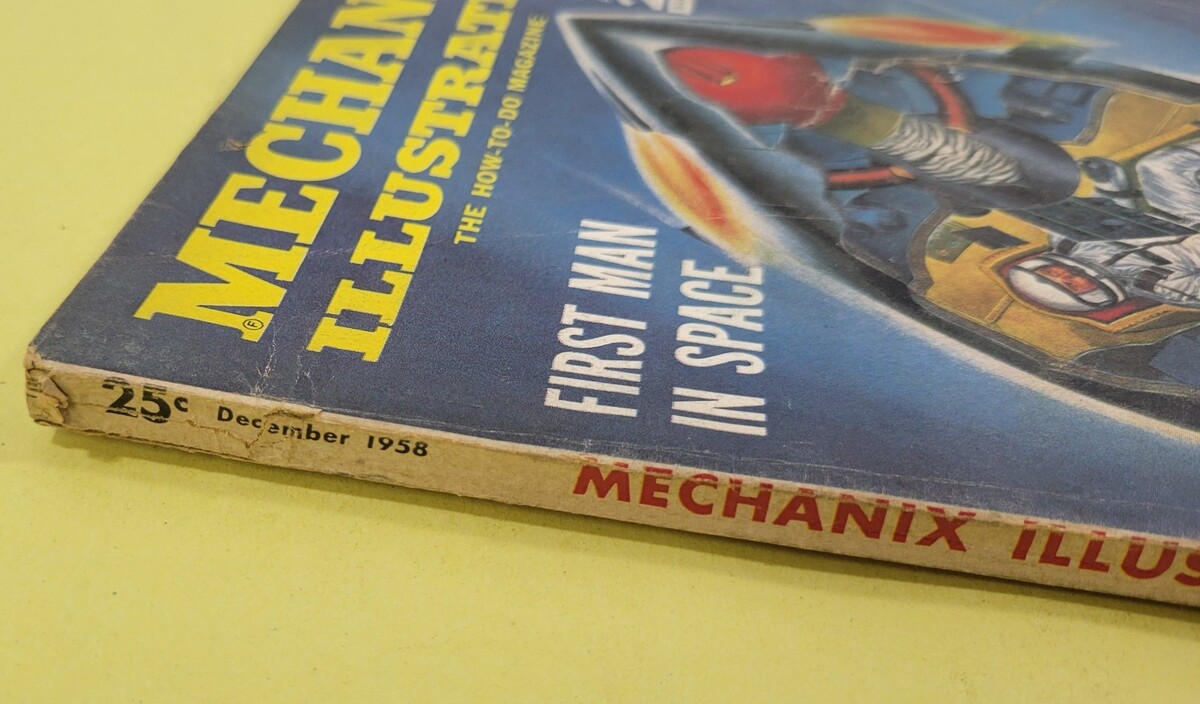 MECHAN
ILLUSTRAT
THE HOW-TO-DO MAGAZINE
FIRST MAN
IN SPACE
25c December 1958 MECHANIX ILLUS